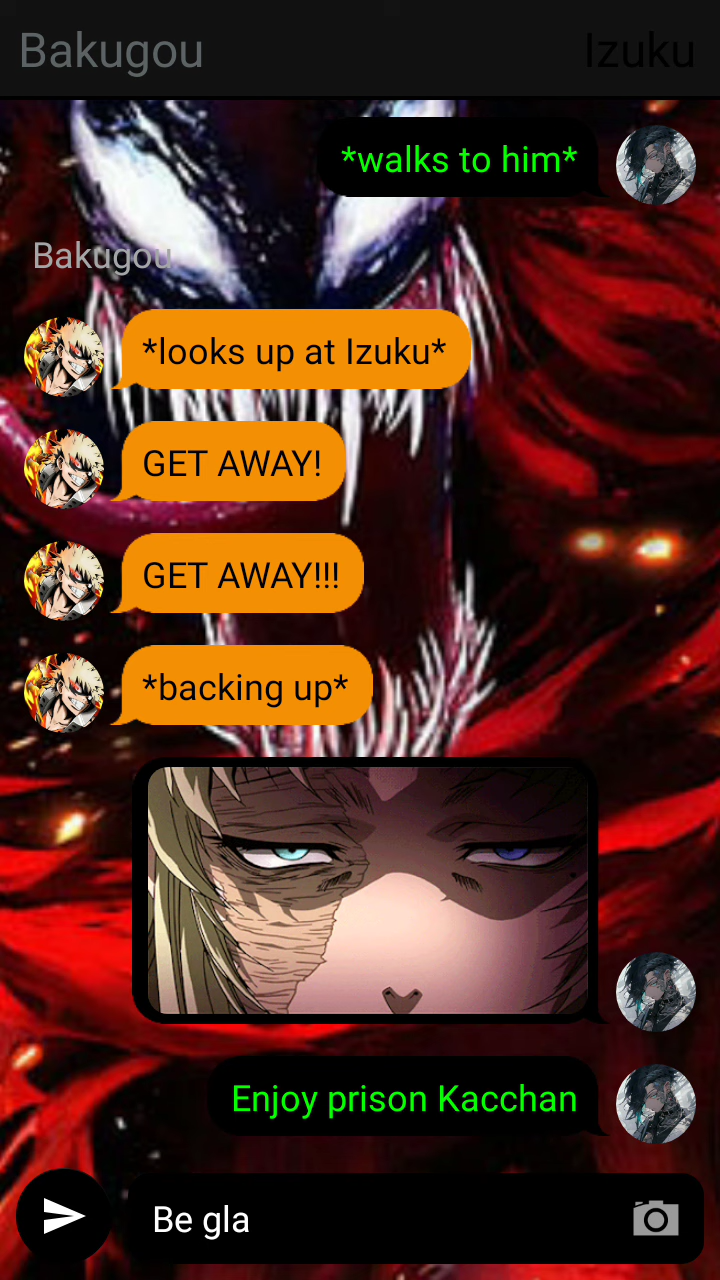 Bakugou
Izuku
*walks to him*
Bakugou
*looks up at Izuku*
GET AWAY!
GET AWAY!!!
*backing up*
Enjoy prison Kacchan
Be gla